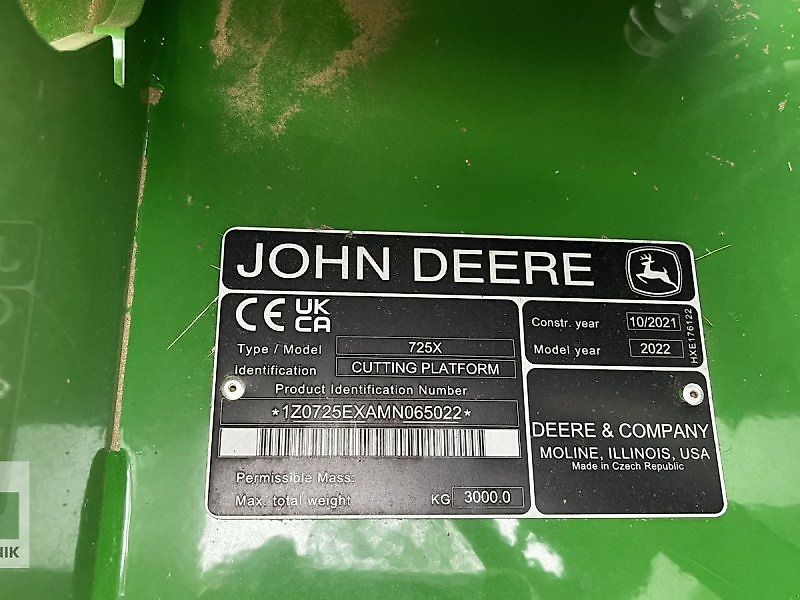 JOHN DEERE
CE UK CA
Type / Model 725X
Identification CUTTING PLATFORM
Product Identification Number
*1Z0725EXAMN065022*
Permissible Mass:
Max. total weight KG 3000.0
Constr. year 10/2021
Model year 2022
HXE176122
DEERE & COMPANY
MOLINE, ILLINOIS, USA
Made in Czech Republic
NIK